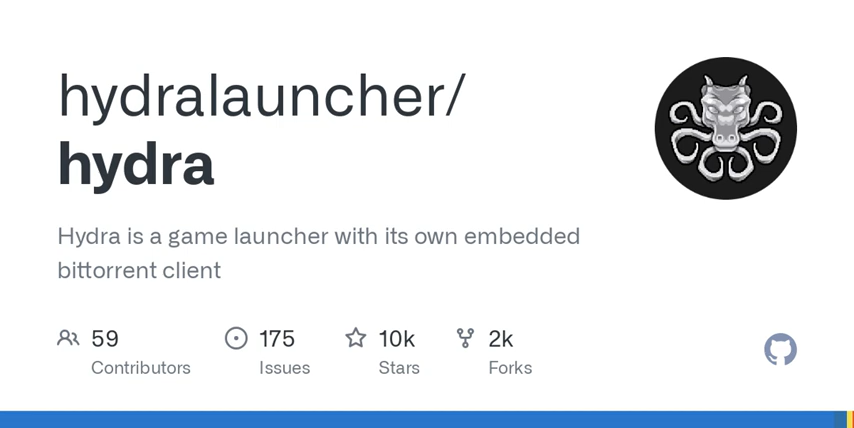 hydralauncher/
hydra
Hydra is a game launcher with its own embedded
bittorrent client
59
Contributors
175
Issues
10k
Stars
2k
Forks